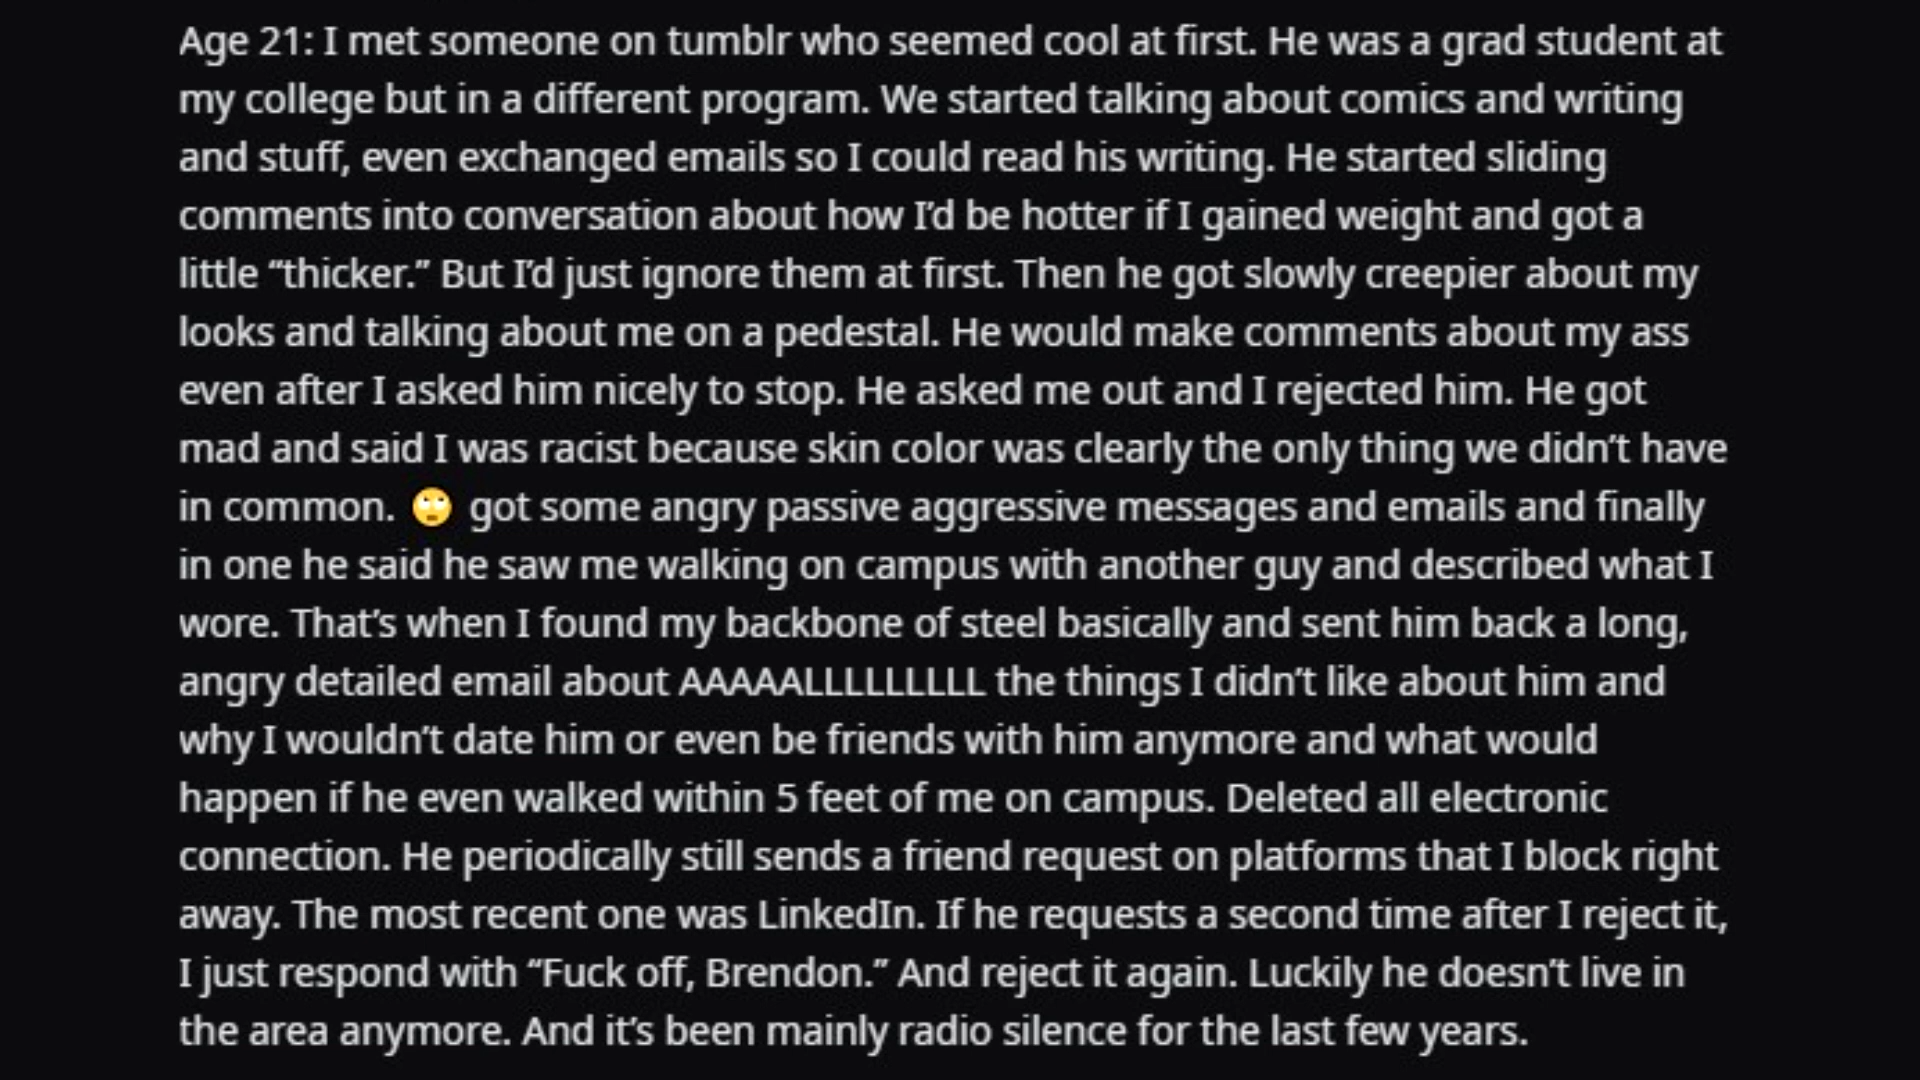 Age 21: I met someone on tumblr who seemed cool at first. He was a grad student at
my college but in a different program. We started talking about comics and writing
and stuff, even exchanged emails so I could read his writing. He started sliding
comments into conversation about how I’d be hotter if I gained weight and got a
little “thicker.” But I’d just ignore them at first. Then he got slowly creepier about my
looks and talking about me on a pedestal. He would make comments about my ass
even after I asked him nicely to stop. He asked me out and I rejected him. He got
mad and said I was racist because skin color was clearly the only thing we didn’t have
in common. 🙄 got some angry passive aggressive messages and emails and finally
in one he said he saw me walking on campus with another guy and described what I
wore. That’s when I found my backbone of steel basically and sent him back a long,
angry detailed email about AAAAALLLLLLLLL the things I didn’t like about him and
why I wouldn’t date him or even be friends with him anymore and what would
happen if he even walked within 5 feet of me on campus. Deleted all electronic
connection. He periodically still sends a friend request on platforms that I block right
away. The most recent one was LinkedIn. If he requests a second time after I reject it,
I just respond with “Fuck off, Brendon.” And reject it again. Luckily he doesn’t live in
the area anymore. And it’s been mainly radio silence for the last few years.